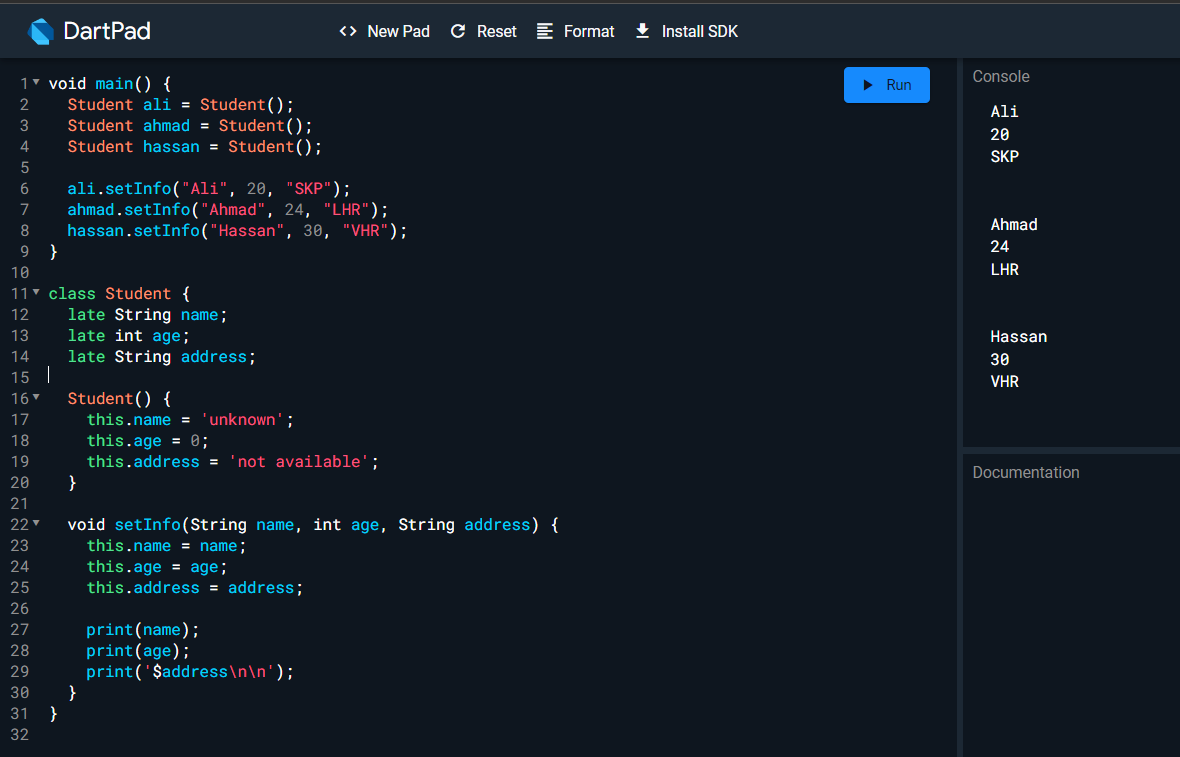 DartPad
<> New Pad Reset Format Install SDK
1 void main() {
2   Student ali = Student();
3   Student ahmad = Student();
4   Student hassan = Student();
5
6   ali.setInfo("Ali", 20, "SKP");
7   ahmad.setInfo("Ahmad", 24, "LHR");
8   hassan.setInfo("Hassan", 30, "VHR");
9 }
10
11 class Student {
12   late String name;
13   late int age;
14   late String address;
15
16   Student() {
17     this.name = 'unknown';
18     this.age = 0;
19     this.address = 'not available';
20   }
21
22   void setInfo(String name, int age, String address) {
23     this.name = name;
24     this.age = age;
25     this.address = address;
26
27     print(name);
28     print(age);
29     print('$address\n\n');
30   }
31 }
32
Run
Console
Ali
20
SKP
Ahmad
24
LHR
Hassan
30
VHR
Documentation